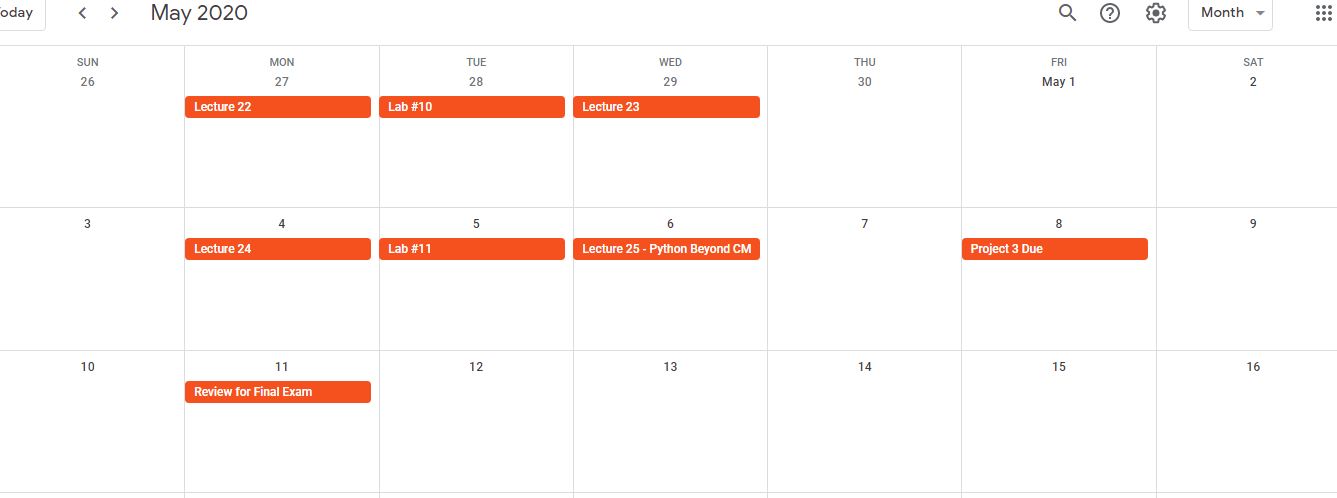 oday May 2020 Month
SUN MON TUE WED THU FRI SAT
26 27 28 29 30 May 1 2
Lecture 22 Lab #10 Lecture 23
3 4 5 6 7 8 9
Lecture 24 Lab #11 Lecture 25 - Python Beyond CM Project 3 Due
10 11 12 13 14 15 16
Review for Final Exam